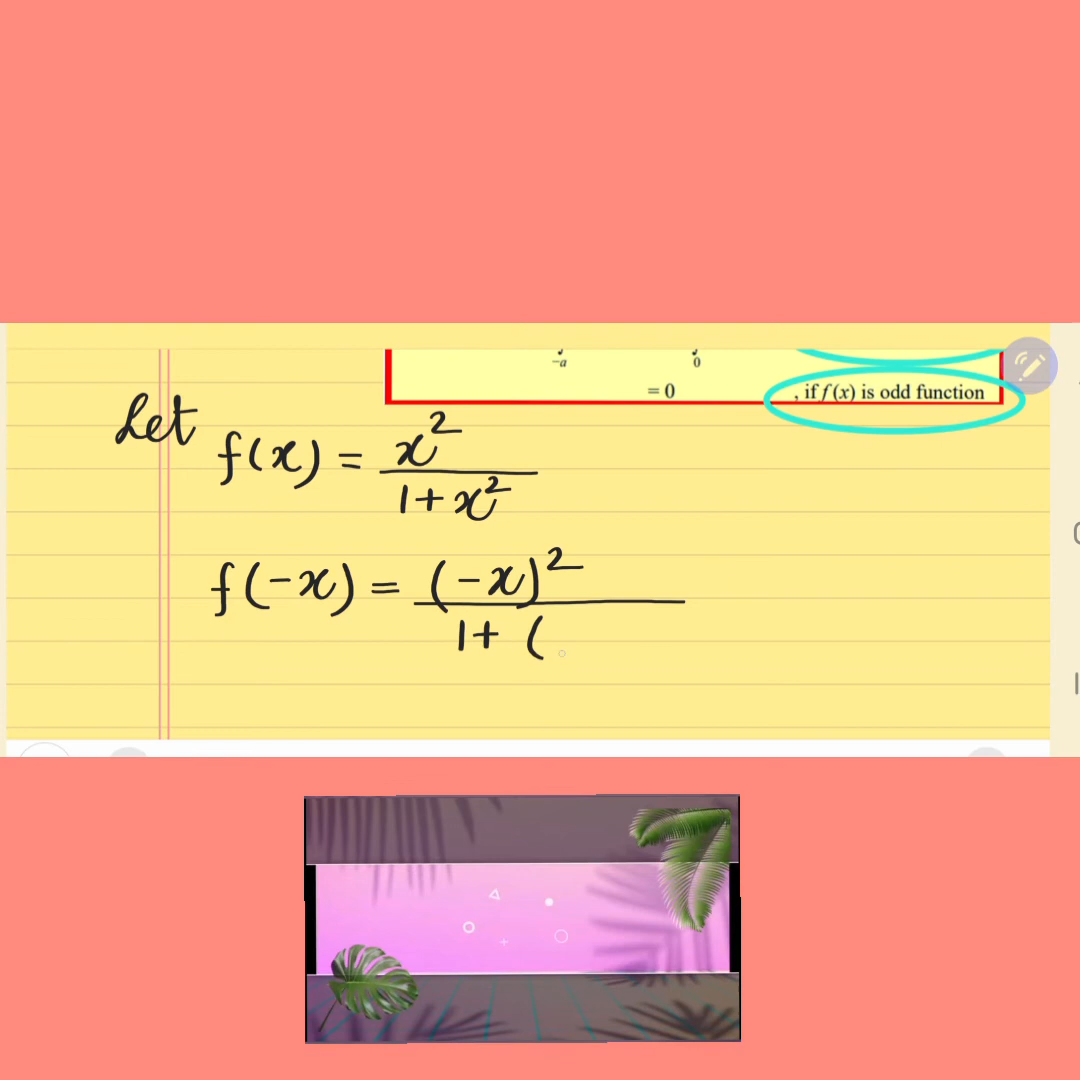 -a 0
= 0 , if f(x) is odd function
Let f(x) = x²/1+x²
f(-x) = (-x)²/1+ (